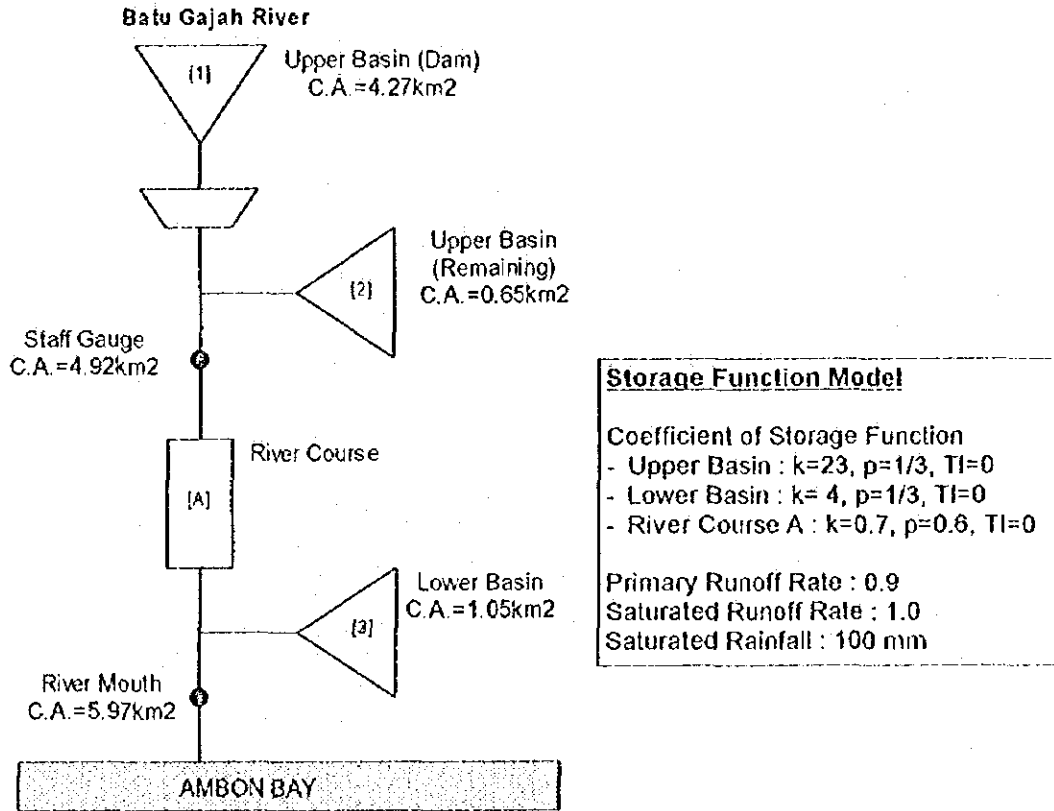 Batu Gajah River
[1]
Upper Basin (Dam)
C.A.=4.27km2
Upper Basin
(Remaining)
C.A.=0.65km2
[2]
Staff Gauge
C.A.=4.92km2
River Course
[A]
Lower Basin
C.A.=1.05km2
[3]
River Mouth
C.A.=5.97km2
AMBON BAY
Storage Function Model
Coefficient of Storage Function
- Upper Basin : k=23, p=1/3, Tl=0
- Lower Basin : k= 4, p=1/3, Tl=0
- River Course A : k=0.7, p=0.6, Tl=0
Primary Runoff Rate : 0.9
Saturated Runoff Rate : 1.0
Saturated Rainfall : 100 mm